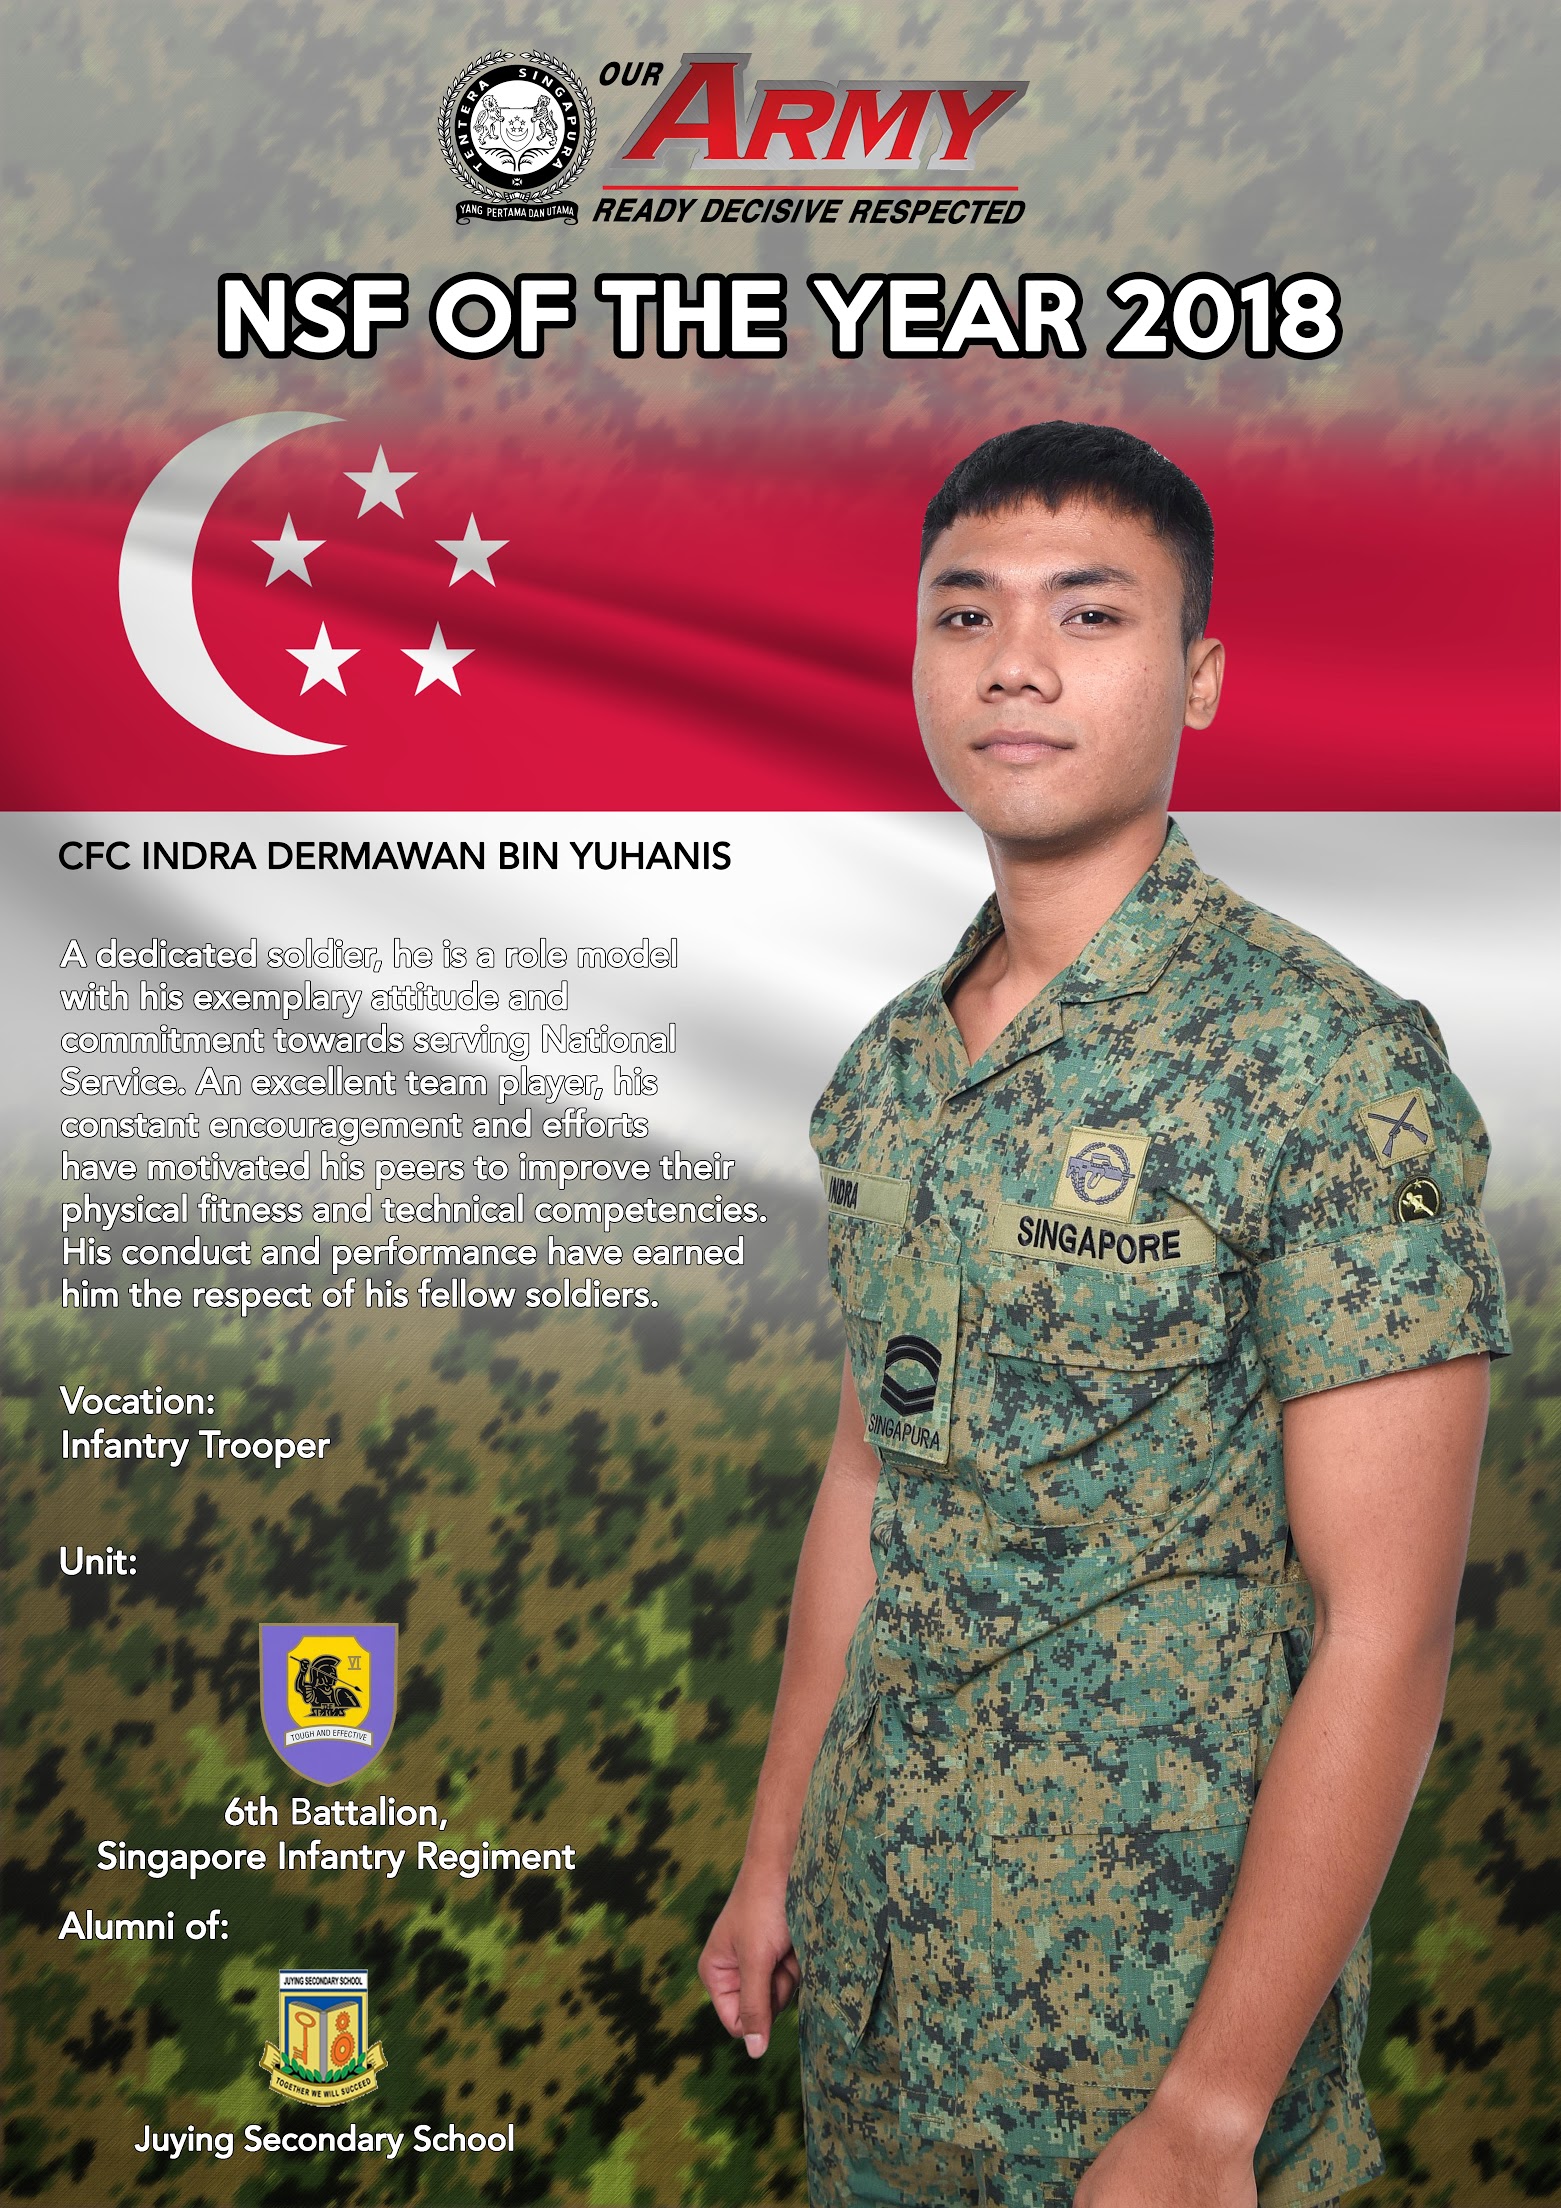 TENTERA SINGAPURA
YANG PERTAMA DAN UTAMA
OUR ARMY
READY DECISIVE RESPECTED
NSF OF THE YEAR 2018
CFC INDRA DERMAWAN BIN YUHANIS
A dedicated soldier, he is a role model
with his exemplary attitude and
commitment towards serving National
Service. An excellent team player, his
constant encouragement and efforts
have motivated his peers to improve their
physical fitness and technical competencies.
His conduct and performance have earned
him the respect of his fellow soldiers.
INDRA
SINGAPORE
SINGAPURA
Vocation:
Infantry Trooper
Unit:
VI
TOUGH AND EFFECTIVE
6th Battalion,
Singapore Infantry Regiment
Alumni of:
JUYING SECONDARY SCHOOL
TOGETHER WE WILL SUCCEED
Juying Secondary School